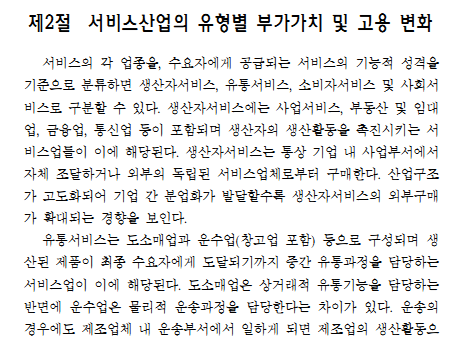 제2절 서비스산업의 유형별 부가가치 및 고용 변화
서비스의 각 업종을, 수요자에게 공급되는 서비스의 기능적 성격을
기준으로 분류하면 생산자서비스, 유통서비스, 소비자서비스 및 사회서
비스로 구분할 수 있다. 생산자서비스에는 사업서비스, 부동산 및 임대
업, 금융업, 통신업 등이 포함되며 생산자의 생산활동을 촉진시키는 서
비스업들이 이에 해당된다. 생산자서비스는 통상 기업 내 사업부서에서
자체 조달하거나 외부의 독립된 서비스업체로부터 구매한다. 산업구조
가 고도화되어 기업 간 분업화가 발달할수록 생산자서비스의 외부구매
가 확대되는 경향을 보인다.
유통서비스는 도소매업과 운수업(창고업 포함) 등으로 구성되며 생
산된 제품이 최종 수요자에게 도달되기까지 중간 유통과정을 담당하는
서비스업이 이에 해당된다. 도소매업은 상거래적 유통기능을 담당하는
반면에 운수업은 물리적 운송과정을 담당한다는 차이가 있다. 운송의
경우에도 제조업체 내 운송부서에서 일하게 되면 제조업의 생산활동으